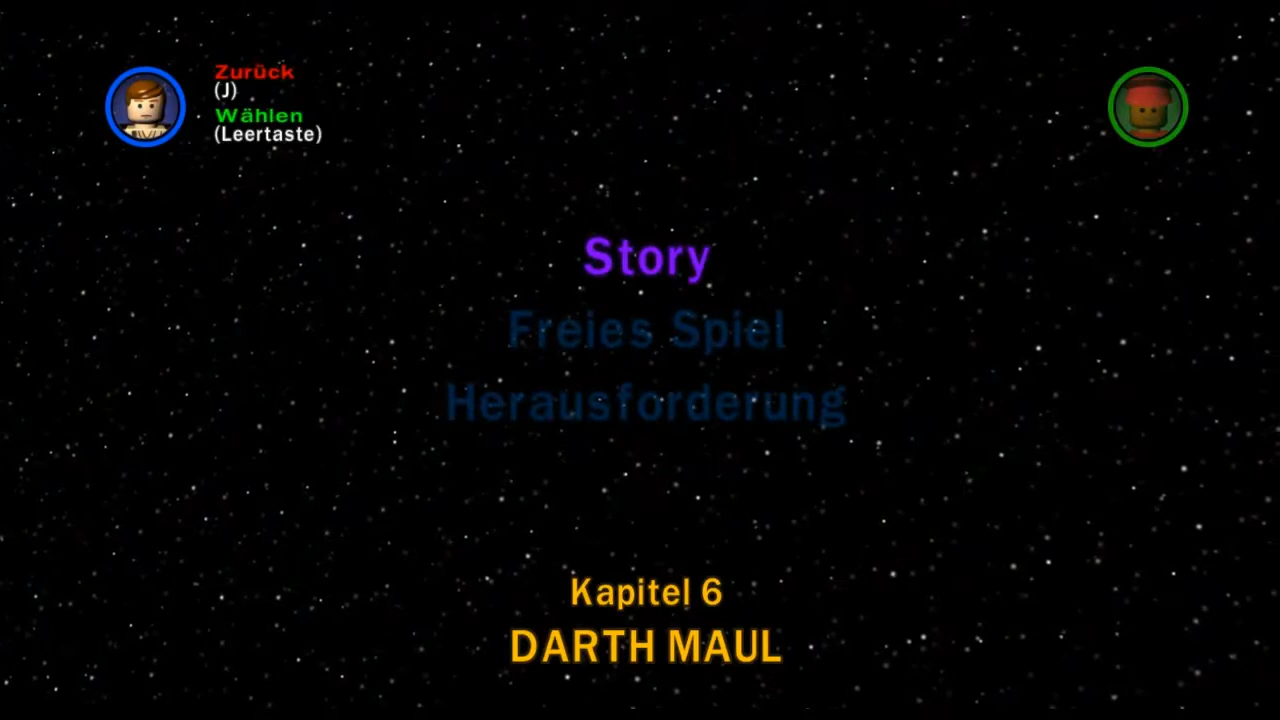 Zurück
(J)
Wählen
(Leertaste)
Story
Freies Spiel
Herausforderung
Kapitel 6
DARTH MAUL